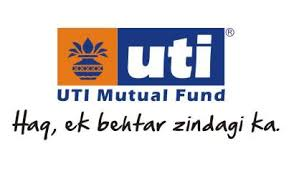 uti®
UTI Mutual Fund
Haq, ek behtar zindagi ka.